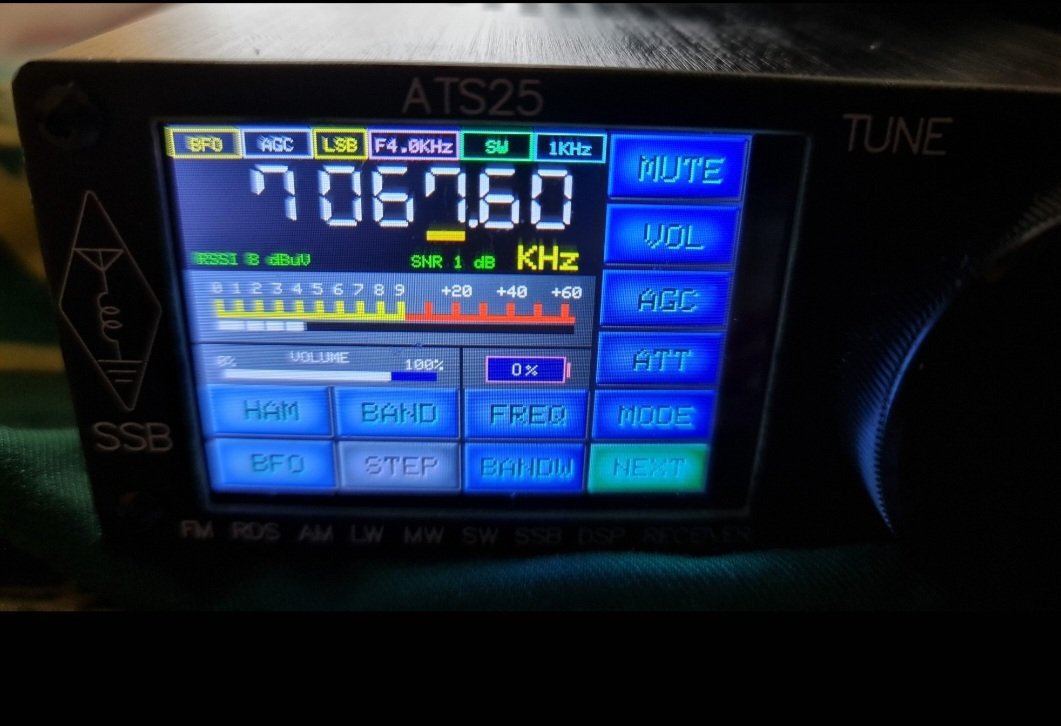 ATS25
TUNE
BFO AGC LSB F4.0KHz SW 1KHz
MUTE
7067.60
VOL
RSSI 8 dBuV SNR 1 dB KHz
0 1 2 3 4 5 6 7 8 9 +20 +40 +60
AGC
0% VOLUME 100%
0%
ATT
HAM BAND FREQ MODE
SSB
BFO STEP BANDW NEXT
FM RDS AM LW MW SW SSB DSP RECEIVER